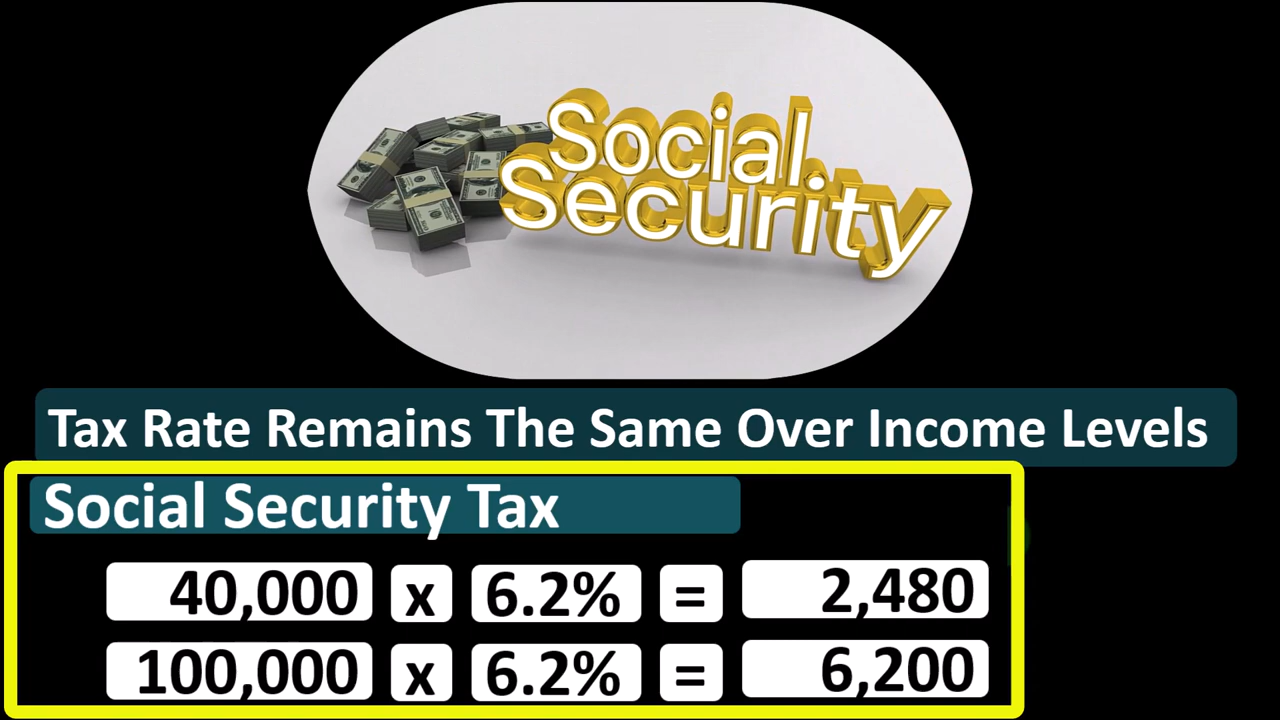 Social
Security
Tax Rate Remains The Same Over Income Levels
Social Security Tax
40,000 x 6.2% = 2,480
100,000 x 6.2% = 6,200